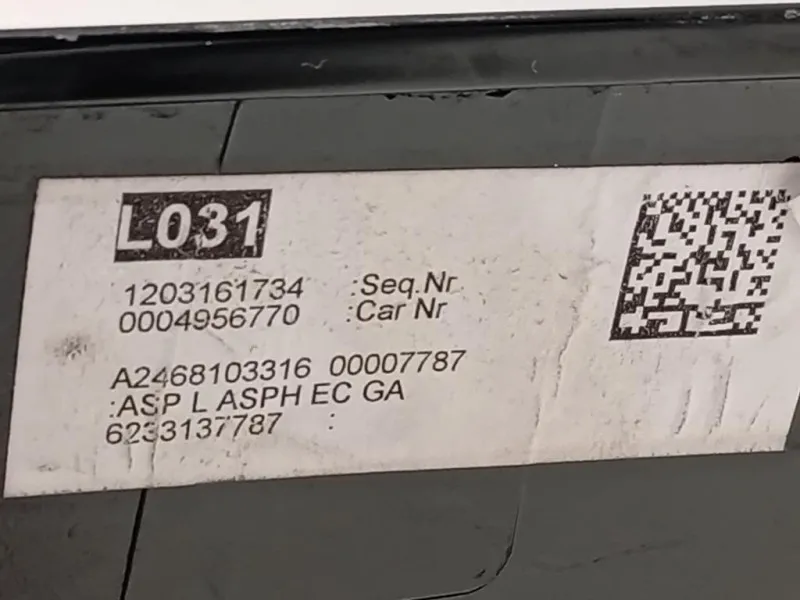 L031
1203161734 :Seq.Nr
0004956770 :Car Nr
A2468103316 00007787
:ASP L ASPH EC GA
6233137787 :